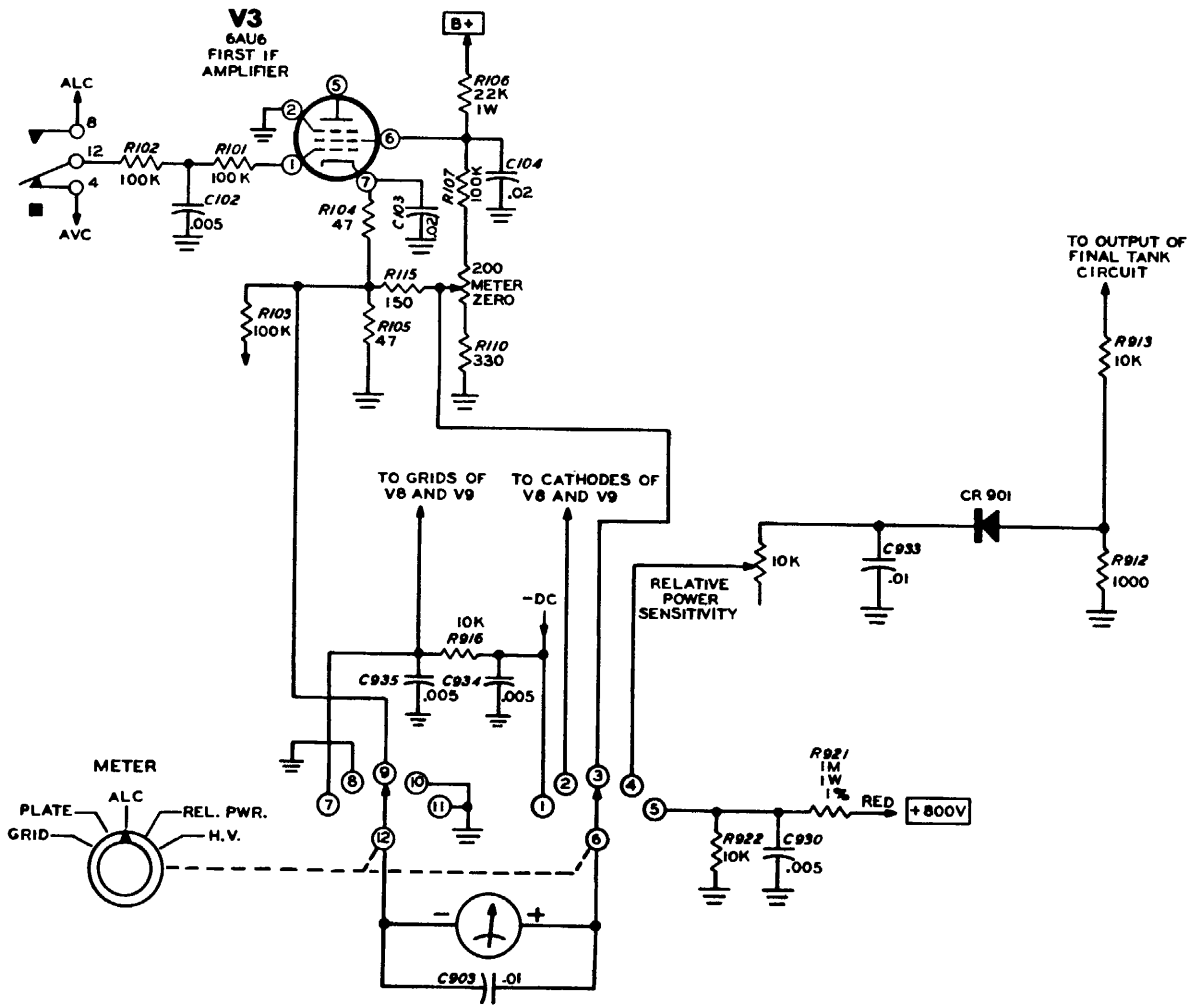 V3
6AU6
FIRST IF
AMPLIFIER
B+
ALC
8
12
4
AVC
R102
100K
C102
.005
R101
100K
5
2
1
6
7
R106
22K
1W
C104
.02
R107
100K
R104
47
C103
.02
R115
150
200
METER
ZERO
R103
100K
R105
47
R110
330
TO OUTPUT OF
FINAL TANK
CIRCUIT
R913
10K
TO GRIDS OF
V8 AND V9
TO CATHODES OF
V8 AND V9
CR 901
C933
.01
R912
1000
10K
RELATIVE
POWER
SENSITIVITY
-DC
10K
R916
C935
.005
C934
.005
METER
GRID
PLATE
ALC
REL. PWR.
H.V.
7
8
9
10
11
12
1
2
3
4
5
6
R921
1M
1W
1%
RED
+800V
R922
10K
C930
.005
-
+
C903
.01